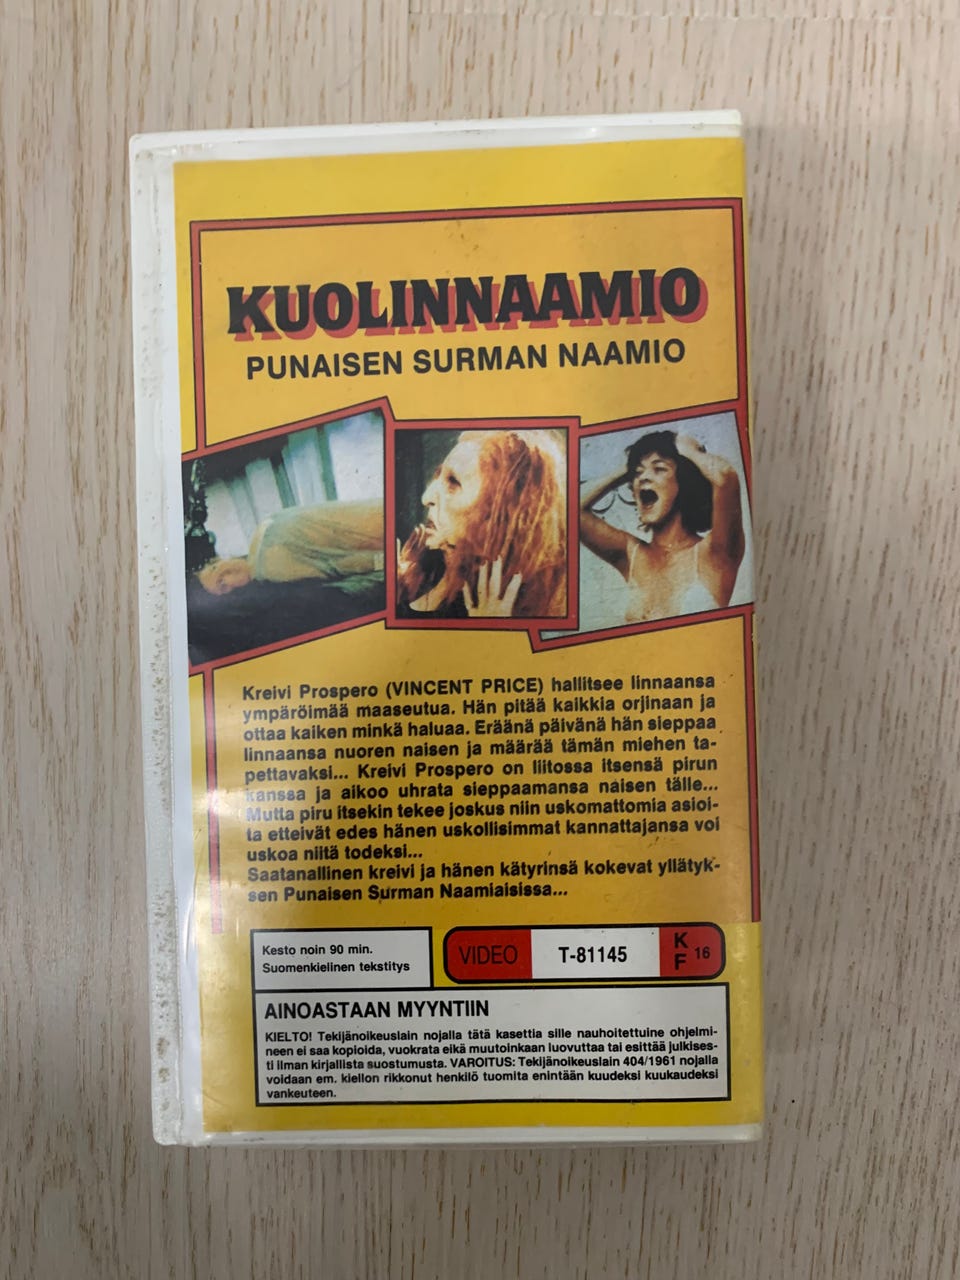 KUOLINNAAMIO
PUNAISEN SURMAN NAAMIO
Kreivi Prospero (VINCENT PRICE) hallitsee linnaansa
ympäröimää maaseutua. Hän pitää kaikkia orjinaan ja
ottaa kaiken minkä haluaa. Eräänä päivänä hän sieppaa
linnaansa nuoren naisen ja määrää tämän miehen ta-
pettavaksi... Kreivi Prospero on liitossa itsensä pirun
kanssa ja aikoo uhrata sieppaamansa naisen tälle...
Mutta piru itsekin tekee joskus niin uskomattomia asioi-
ta etteivät edes hänen uskollisimmat kannattajansa voi
uskoa niitä todeksi...
Saatanallinen kreivi ja hänen kätyrinsä kokevat yllätyk-
sen Punaisen Surman Naamiaisissa...
Kesto noin 90 min.
Suomenkielinen tekstitys
VIDEO T-81145 K F 16
AINOASTAAN MYYNTIIN
KIELTO! Tekijänoikeuslain nojalla tätä kasettia sille nauhoitettuine ohjelmi-
neen ei saa kopioida, vuokrata eikä muutoinkaan luovuttaa tai esittää julkises-
ti ilman kirjallista suostumusta. VAROITUS: Tekijänoikeuslain 404/1961 nojalla
voidaan em. kiellon rikkonut henkilö tuomita enintään kuudeksi kuukaudeksi
vankeuteen.